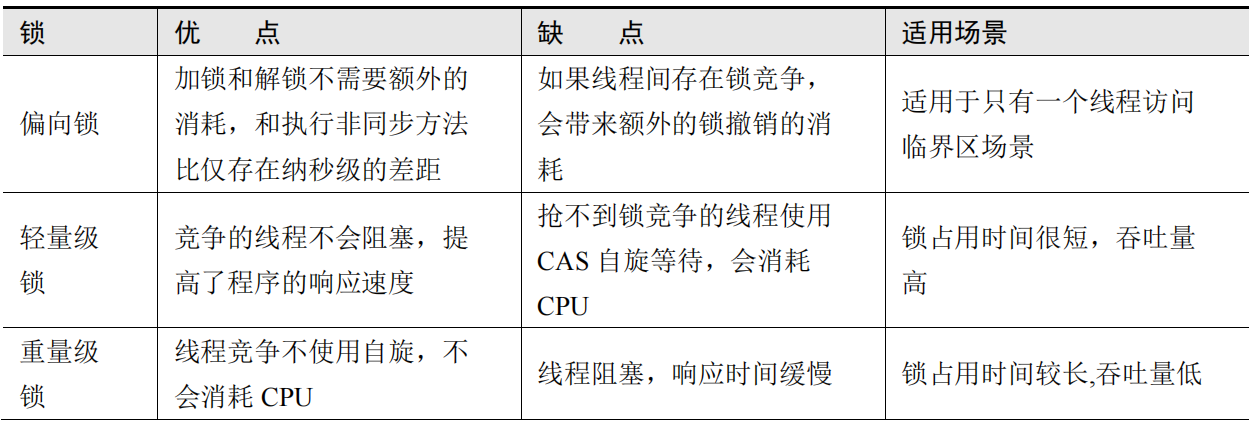 锁 优 点 缺 点 适用场景
偏向锁
加锁和解锁不需要额外的
消耗，和执行非同步方法
比仅存在纳秒级的差距
如果线程间存在锁竞争，
会带来额外的锁撤销的消
耗
适用于只有一个线程访问
临界区场景
轻量级
锁
竞争的线程不会阻塞，提
高了程序的响应速度
抢不到锁竞争的线程使用
CAS 自旋等待，会消耗
CPU
锁占用时间很短，吞吐量
高
重量级
锁
线程竞争不使用自旋，不
会消耗 CPU
线程阻塞，响应时间缓慢
锁占用时间较长,吞吐量低